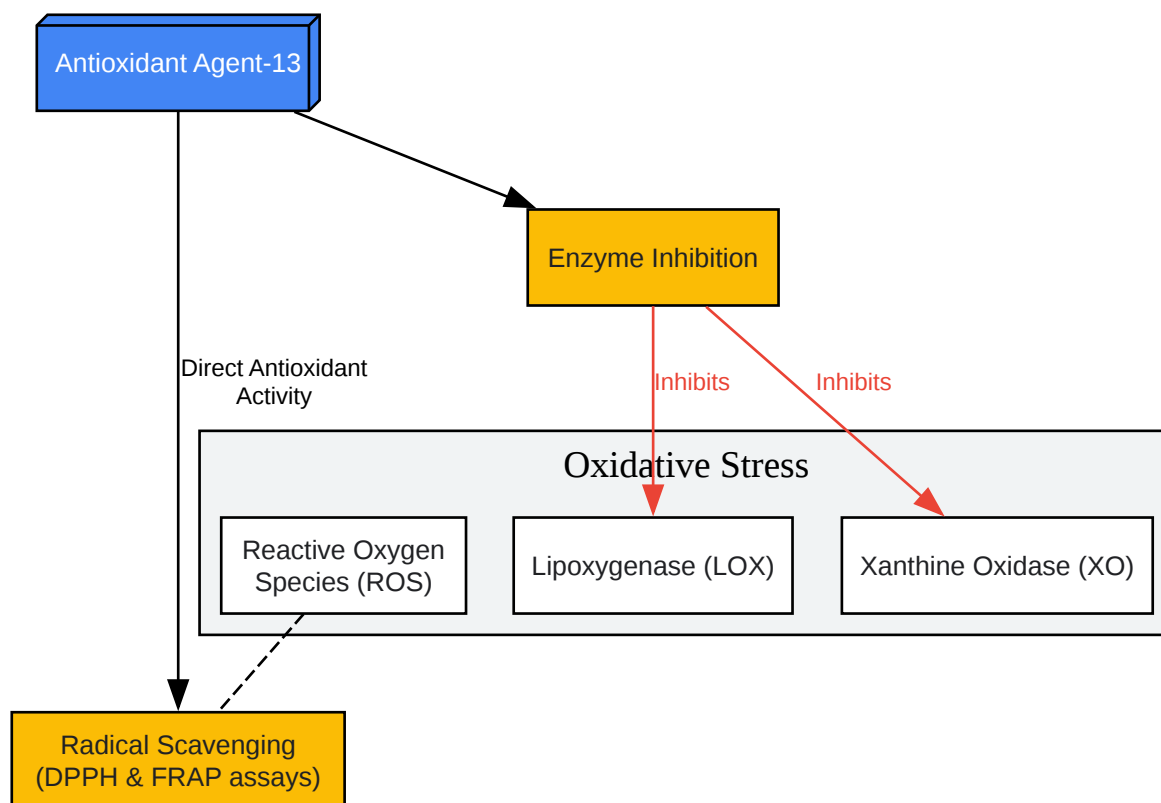 Antioxidant Agent-13
Enzyme Inhibition
Direct Antioxidant
Activity
Inhibits
Inhibits
Oxidative Stress
Reactive Oxygen
Species (ROS)
Lipoxygenase (LOX)
Xanthine Oxidase (XO)
Radical Scavenging
(DPPH & FRAP assays)